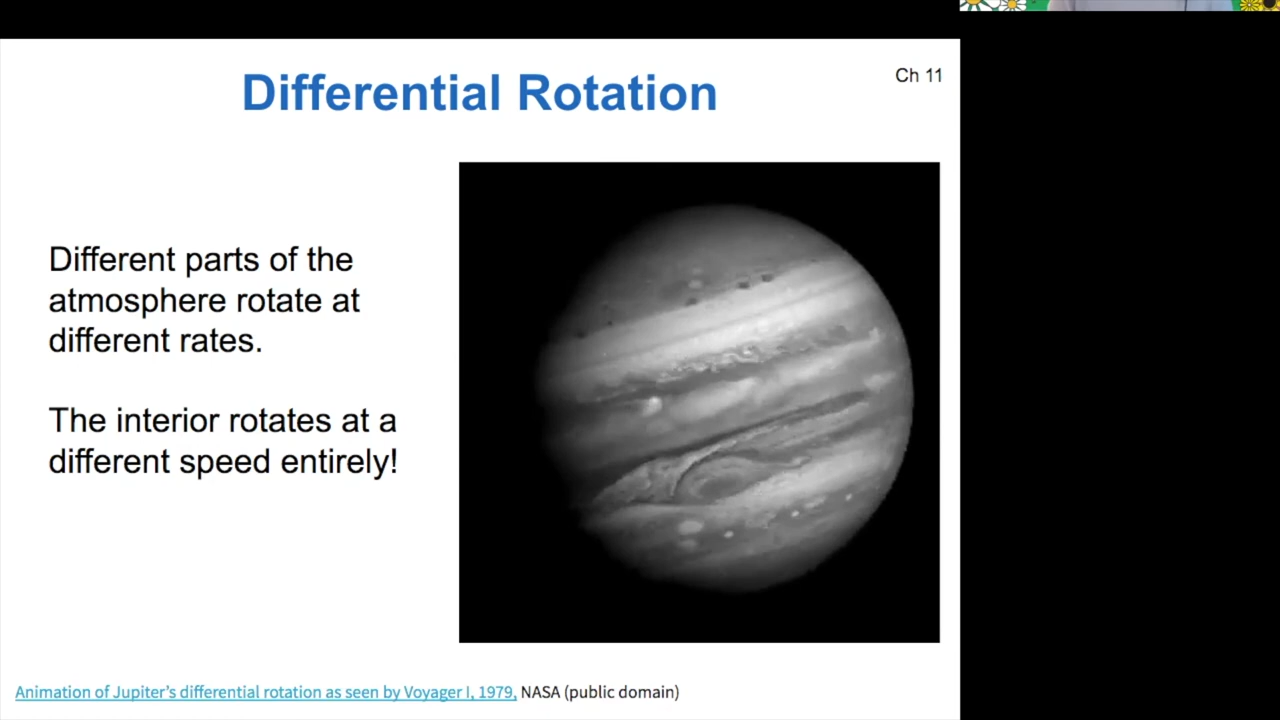 Differential Rotation
Ch 11
Different parts of the
atmosphere rotate at
different rates.
The interior rotates at a
different speed entirely!
Animation of Jupiter’s differential rotation as seen by Voyager I, 1979, NASA (public domain)